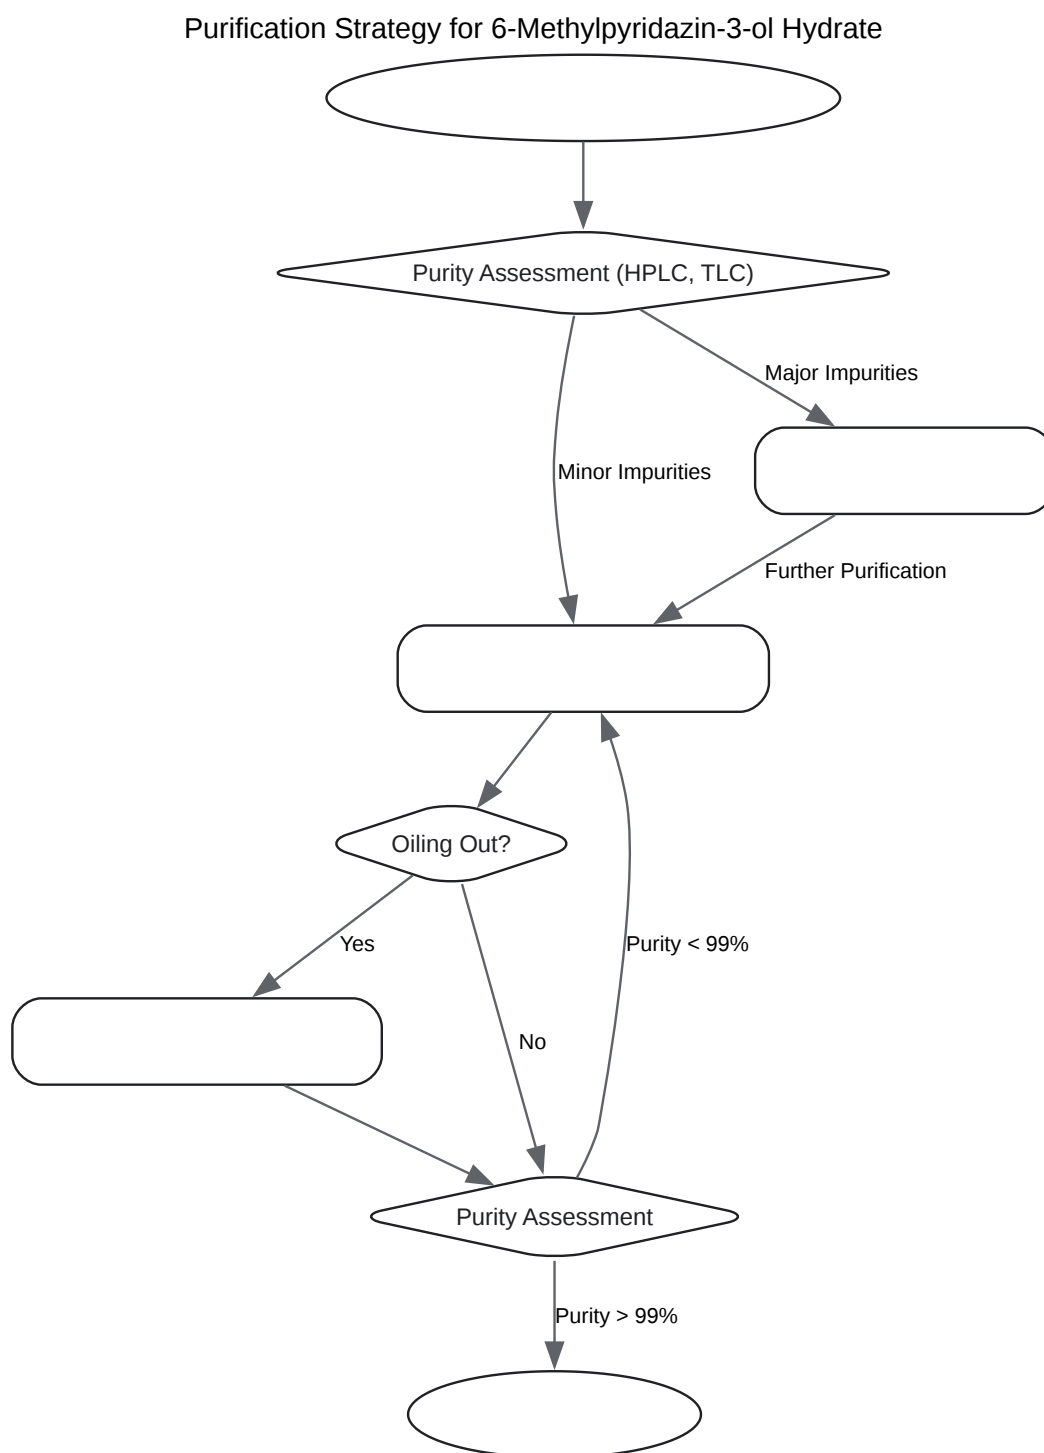 Purification Strategy for 6-Methylpyridazin-3-ol Hydrate
Purity Assessment (HPLC, TLC)
Major Impurities
Minor Impurities
Further Purification
Oiling Out?
Yes
Purity < 99%
No
Purity Assessment
Purity > 99%